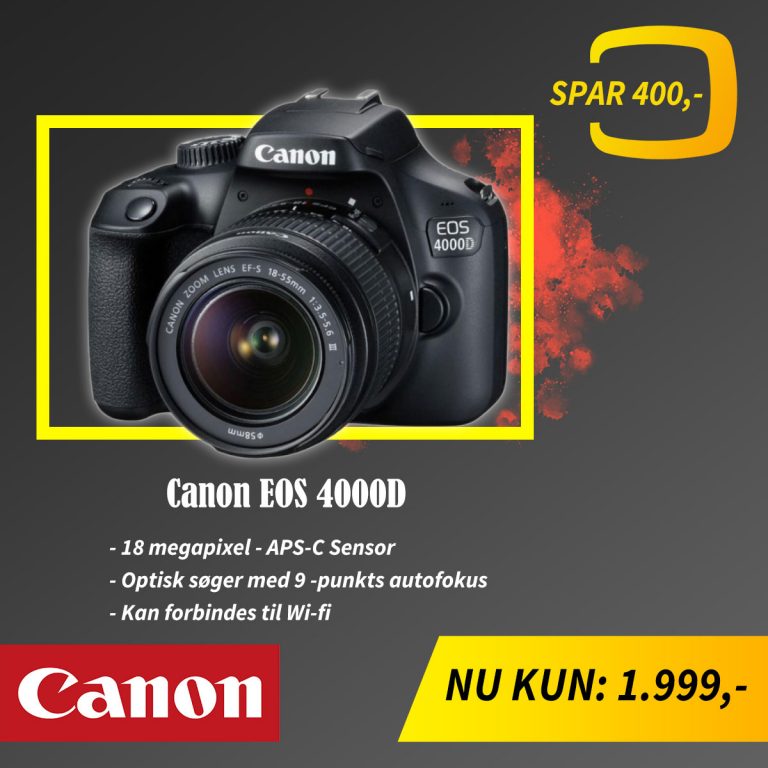 SPAR 400,-
Canon
EOS
4000D
Canon
CANON ZOOM LENS EF-S 18-55mm 1:3.5-5.6 III
Φ58mm
Canon EOS 4000D
- 18 megapixel - APS-C Sensor
- Optisk søger med 9 -punkts autofokus
- Kan forbindes til Wi-fi
Canon
NU KUN: 1.999,-